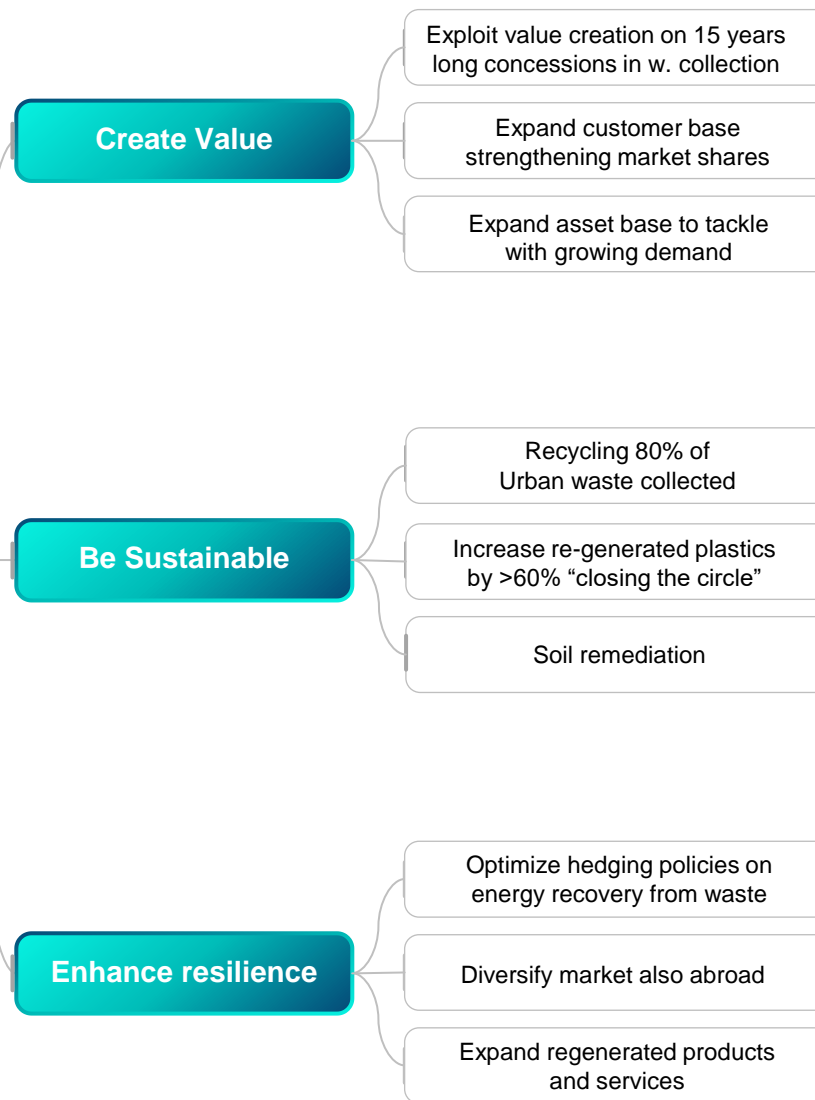 Create Value
Exploit value creation on 15 years
long concessions in w. collection
Expand customer base
strengthening market shares
Expand asset base to tackle
with growing demand
Be Sustainable
Recycling 80% of
Urban waste collected
Increase re-generated plastics
by >60% “closing the circle”
Soil remediation
Enhance resilience
Optimize hedging policies on
energy recovery from waste
Diversify market also abroad
Expand regenerated products
and services